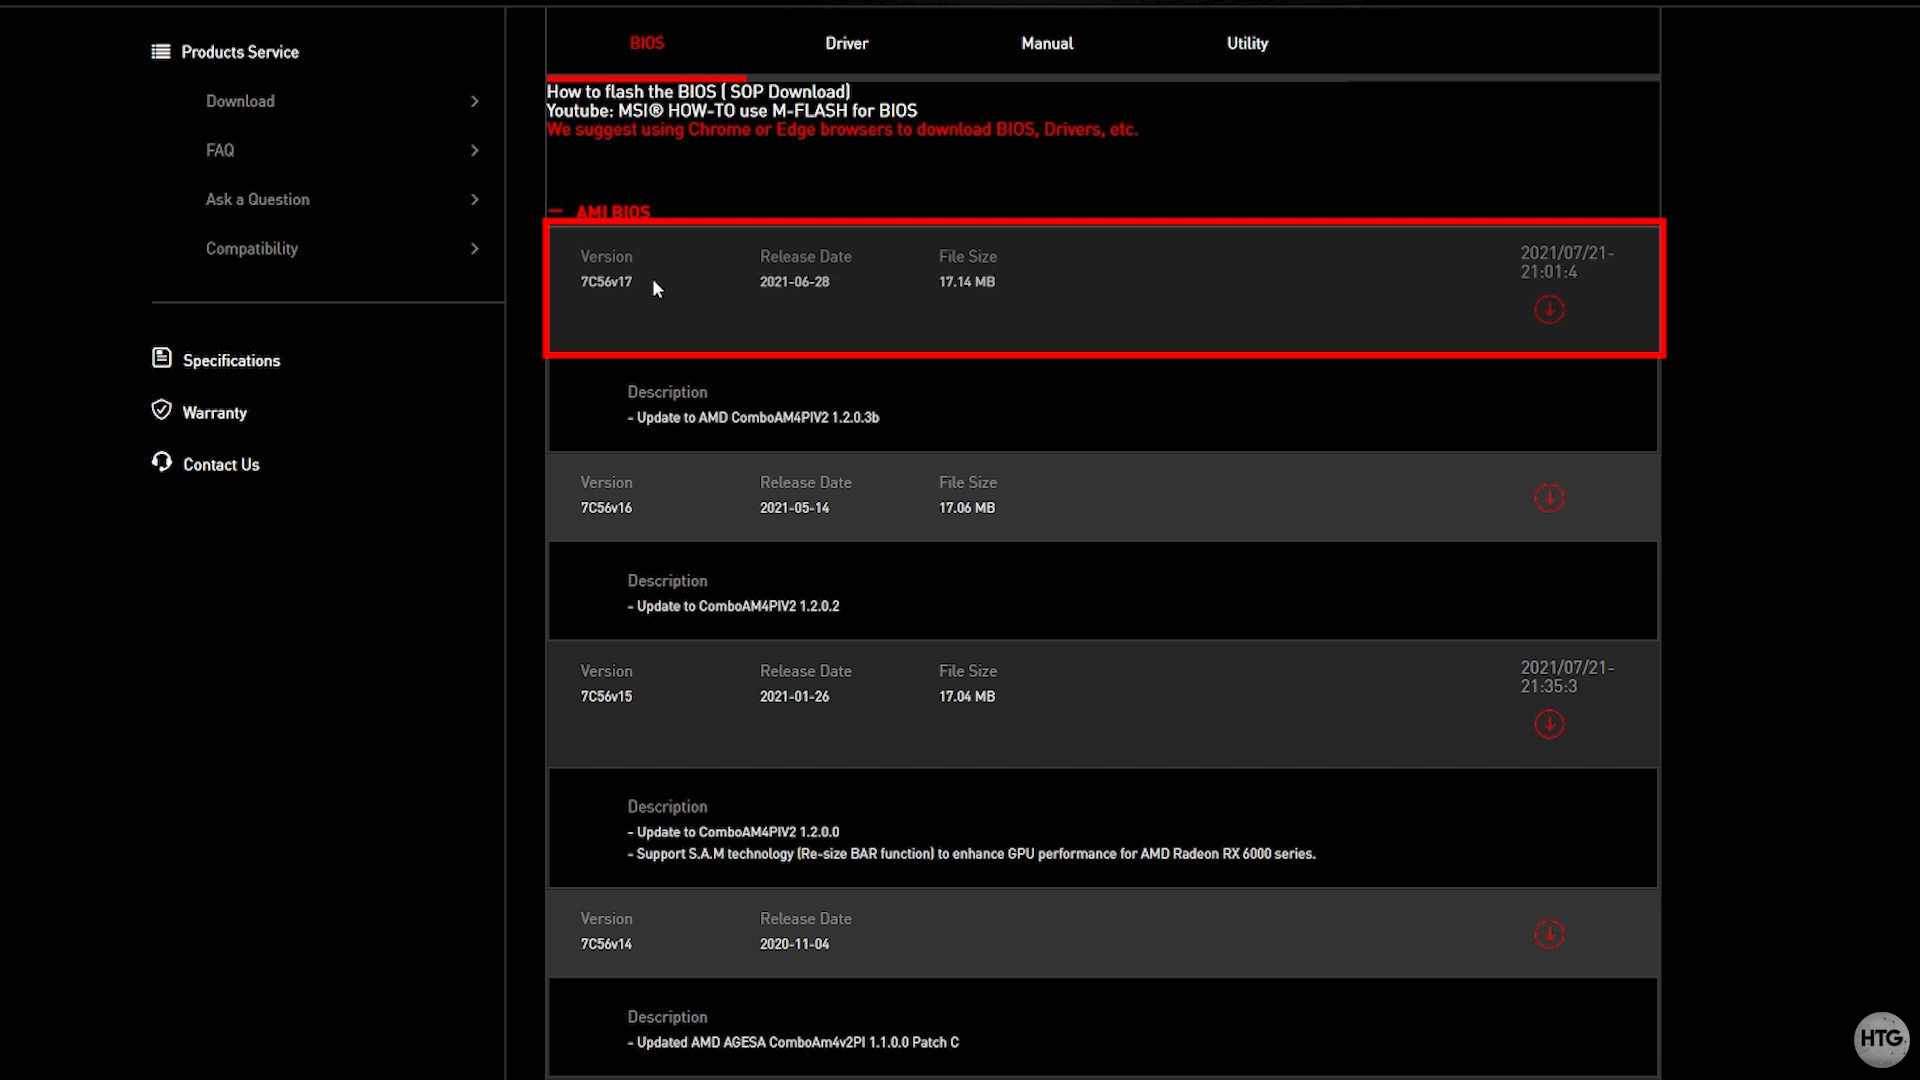 Products Service
Download
FAQ
Ask a Question
Compatibility
Specifications
Warranty
Contact Us
BIOS
Driver
Manual
Utility
How to flash the BIOS ( SOP Download)
Youtube: MSI® HOW-TO use M-FLASH for BIOS
We suggest using Chrome or Edge browsers to download BIOS, Drivers, etc.
AMI BIOS
Version
7C56v17
Release Date
2021-06-28
File Size
17.14 MB
2021/07/21-
21:01:4
Description
- Update to AMD ComboAM4PIV2 1.2.0.3b
Version
7C56v16
Release Date
2021-05-14
File Size
17.06 MB
Description
- Update to ComboAM4PIV2 1.2.0.2
Version
7C56v15
Release Date
2021-01-26
File Size
17.04 MB
2021/07/21-
21:35:3
Description
- Update to ComboAM4PIV2 1.2.0.0
- Support S.A.M technology (Re-size BAR function) to enhance GPU performance for AMD Radeon RX 6000 series.
Version
7C56v14
Release Date
2020-11-04
Description
- Updated AMD AGESA ComboAm4v2PI 1.1.0.0 Patch C
HTG